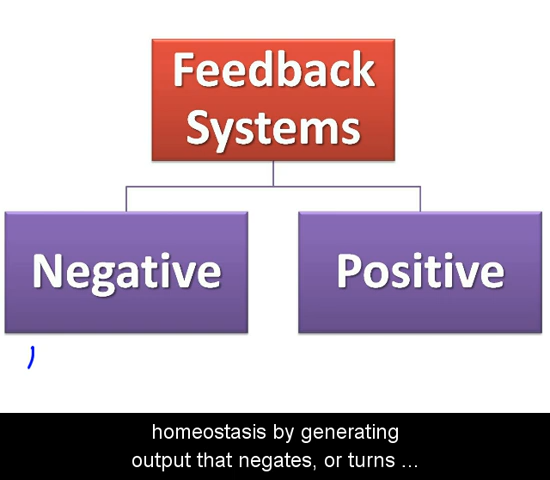 Feedback
Systems
Negative
Positive
homeostasis by generating
output that negates, or turns ...